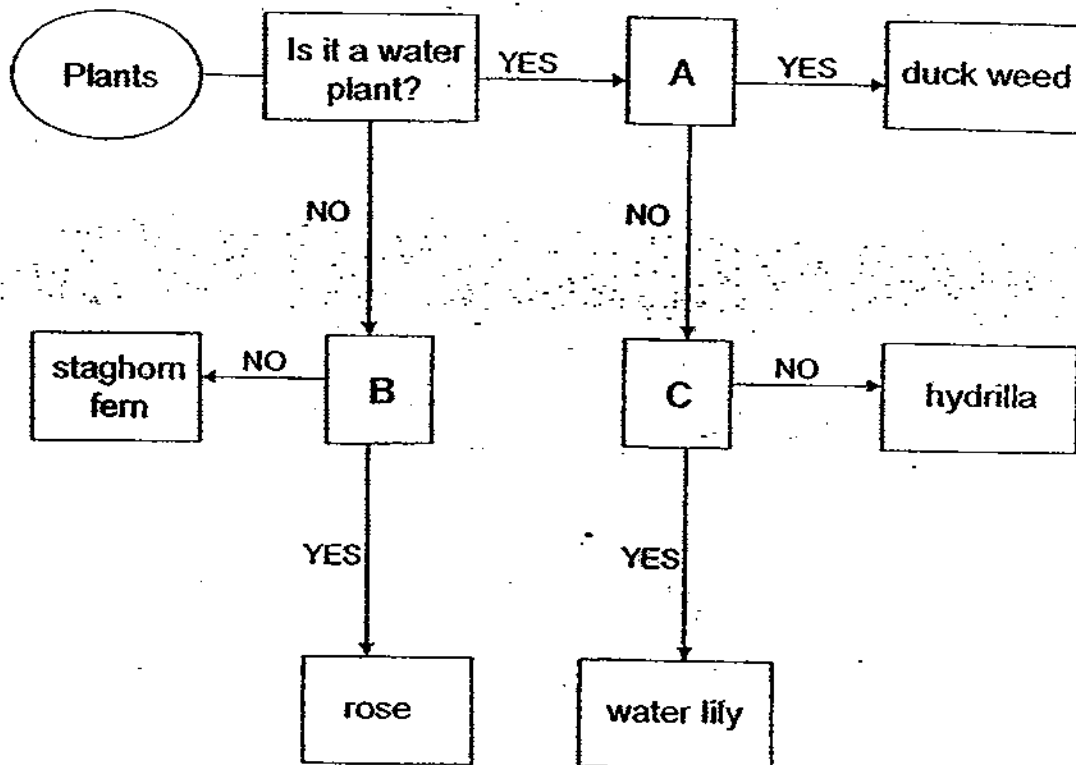 Plants
Is it a water
plant?
YES
A
YES
duck weed
NO
NO
staghorn
fern
NO
B
C
NO
hydrilla
YES
YES
rose
water lily